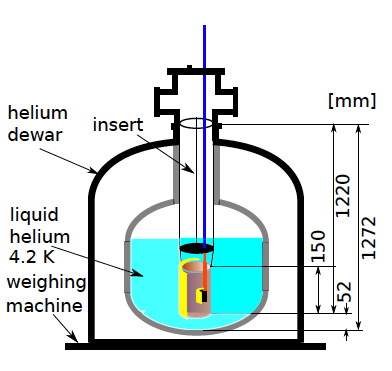 [mm]
helium
dewar
insert
liquid
helium
4.2 K
weighing
machine
150
52
1220
1272